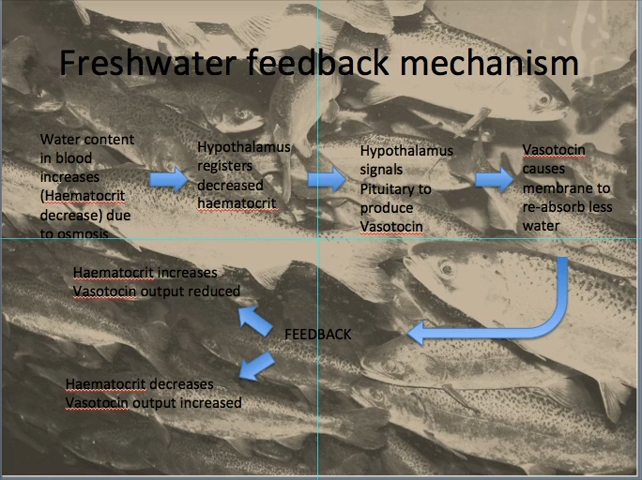 Freshwater feedback mechanism
Water content
in blood
increases
(Haematocrit
decrease) due
to osmosis
Hypothalamus
registers
decreased
haematocrit
Hypothalamus
signals
Pituitary to
produce
Vasotocin
Vasotocin
causes
membrane to
re-absorb less
water
Haematocrit increases
Vasotocin output reduced
FEEDBACK
Haematocrit decreases
Vasotocin output increased